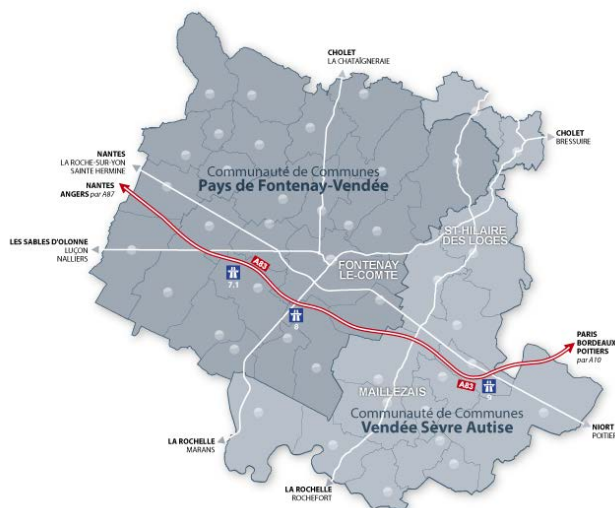 CHOLET
LA CHATAÎGNERAIE
CHOLET
BRESSUIRE
NANTES
LA ROCHE-SUR-YON
SAINTE HERMINE
Communauté de Communes
Pays de Fontenay-Vendée
NANTES
ANGERS par A87
ST-HILAIRE
DES LOGES
LES SABLES D'OLONNE
LUÇON
NALLIERS
A83
FONTENAY
LE-COMTE
7.1
8
PARIS
BORDEAUX
POITIERS
par A10
A83
9
MAILLEZAIS
Communauté de Communes
Vendée Sèvre Autise
NIORT
POITIER
LA ROCHELLE
MARANS
LA ROCHELLE
ROCHEFORT